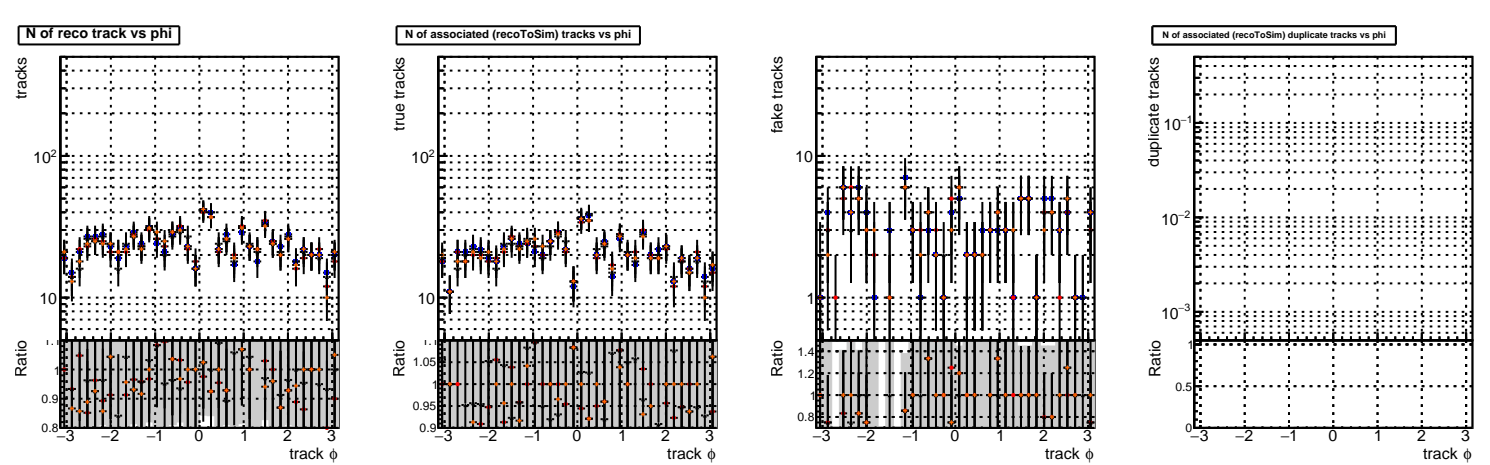 N of reco track vs phi
tracks
10²
10
Ratio
1
0.9
0.8
−3 −2 −1 0 1 2 3
track ϕ
N of associated (recoToSim) tracks vs phi
true tracks
10²
10
Ratio
1.05
1
0.95
0.9
−3 −2 −1 0 1 2 3
track ϕ
fake tracks
10
1
Ratio
1.4
1.2
1
0.8
−3 −2 −1 0 1 2 3
track ϕ
N of associated (recoToSim) duplicate tracks vs phi
duplicate tracks
10⁻¹
10⁻²
10⁻³
Ratio
1
0.5
0
−3 −2 −1 0 1 2 3
track ϕ